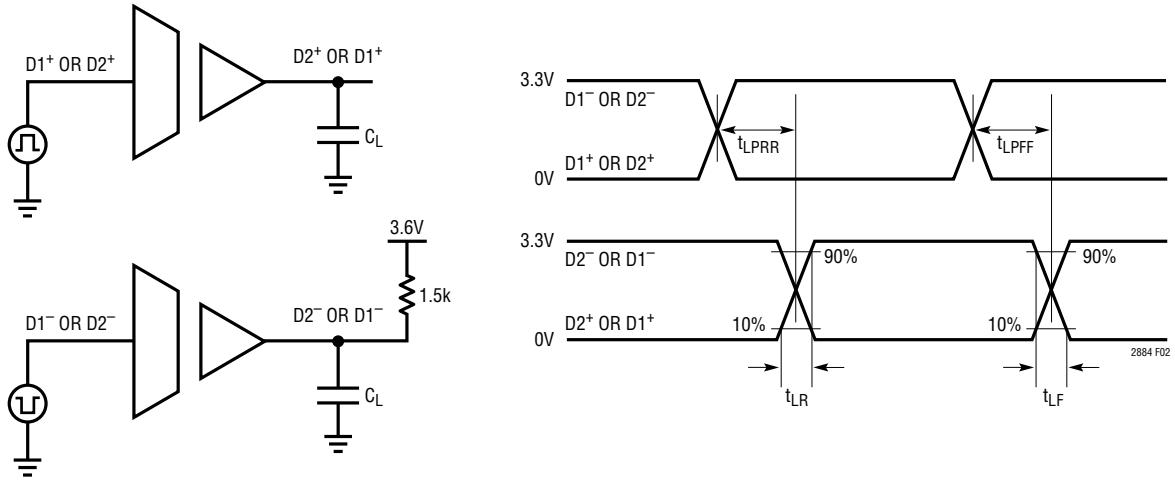 D1+ OR D2+
D2+ OR D1+
CL
3.6V
1.5k
D1– OR D2–
D2– OR D1–
CL
3.3V
D1– OR D2–
tLPRR
tLPFF
D1+ OR D2+
0V
3.3V
D2– OR D1–
90%
90%
10%
10%
D2+ OR D1+
0V
2884 F02
tLR
tLF